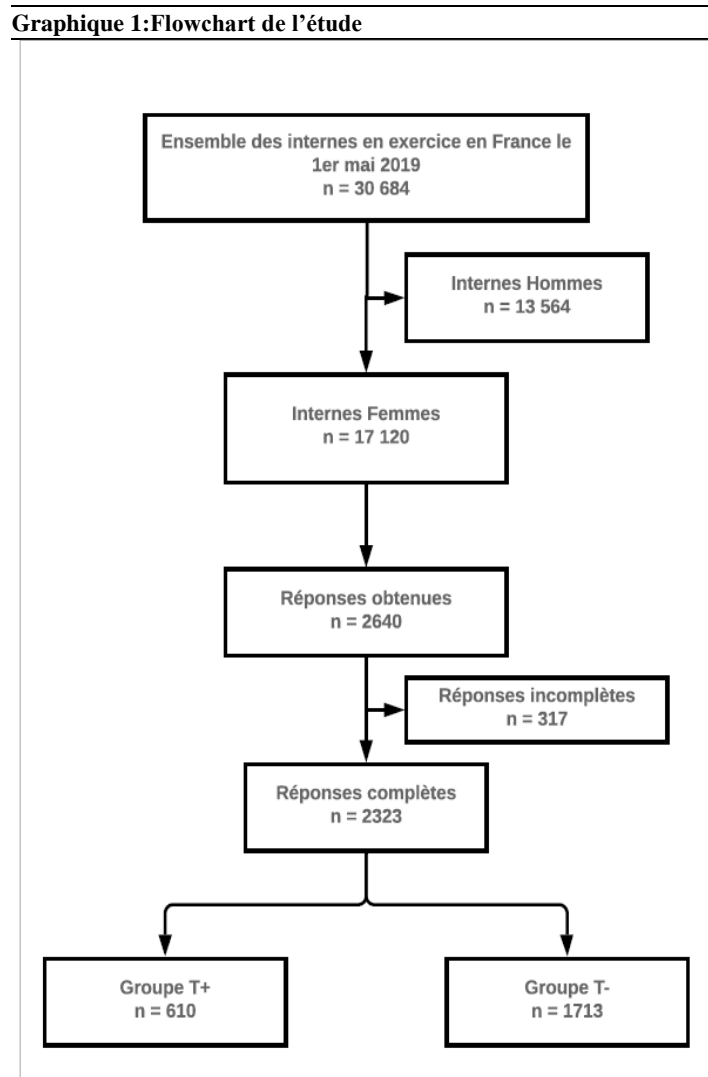 Graphique 1:Flowchart de l’étude
Ensemble des internes en exercice en France le
1er mai 2019
n = 30 684
Internes Hommes
n = 13 564
Internes Femmes
n = 17 120
Réponses obtenues
n = 2640
Réponses incomplètes
n = 317
Réponses complètes
n = 2323
Groupe T+
n = 610
Groupe T-
n = 1713